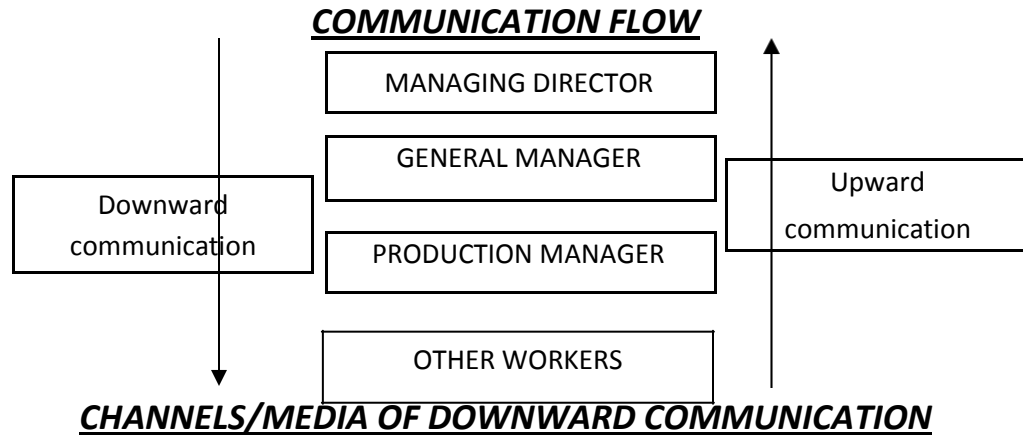 COMMUNICATION FLOW
MANAGING DIRECTOR
GENERAL MANAGER
Downward
communication
Upward
communication
PRODUCTION MANAGER
OTHER WORKERS
CHANNELS/MEDIA OF DOWNWARD COMMUNICATION